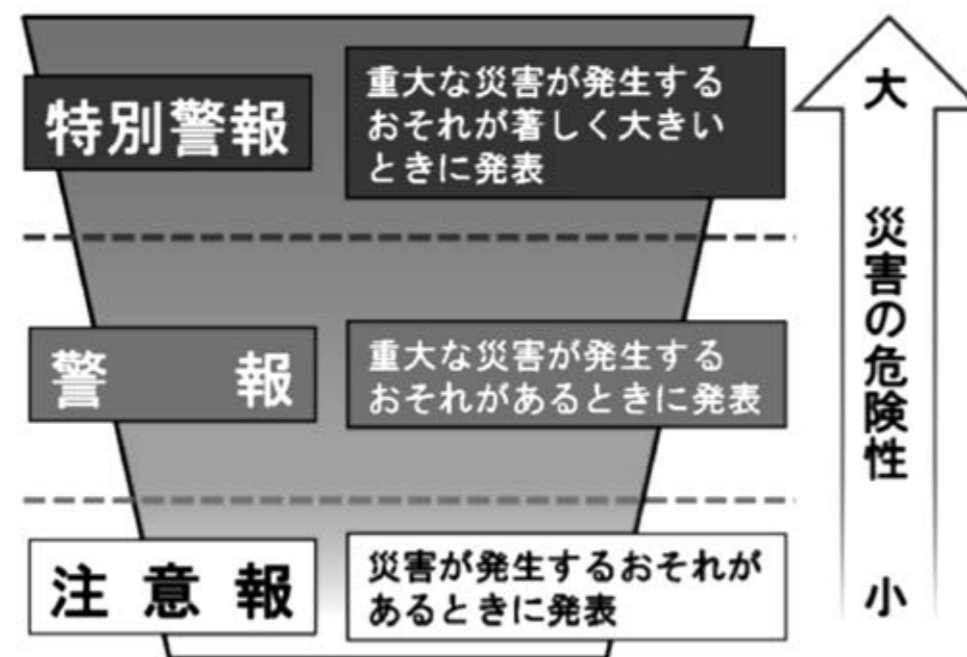 特別警報
重大な災害が発生する
おそれが著しく大きい
ときに発表
警報
重大な災害が発生する
おそれがあるときに発表
注意報
災害が発生するおそれが
あるときに発表
大 災害の危険性 小